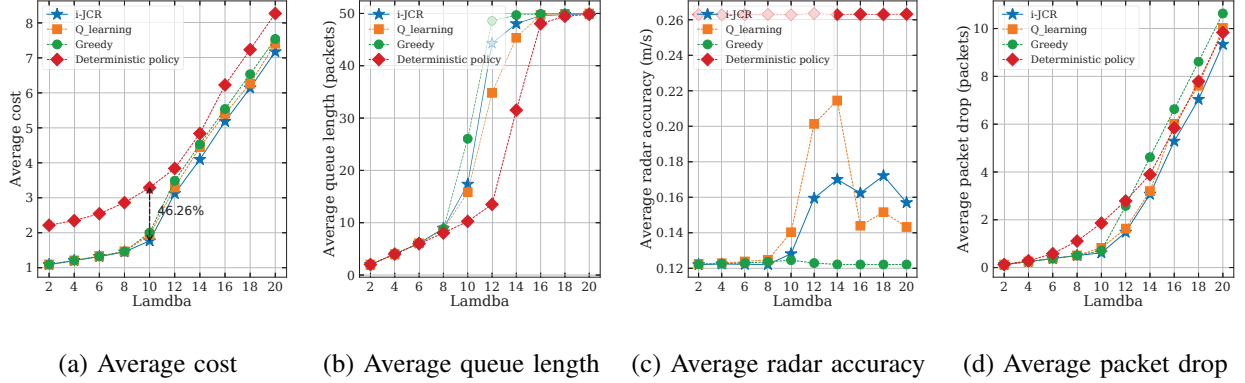 8
7
6
5
4
3
2
1
Average cost
i-JCR
Q_learning
Greedy
Deterministic policy
46.26%
2 4 6 8 10 12 14 16 18 20
Lamdba
50
40
30
20
10
0
Average queue length (packets)
i-JCR
Q_learning
Greedy
Deterministic policy
2 4 6 8 10 12 14 16 18 20
Lamdba
0.26
0.24
0.22
0.20
0.18
0.16
0.14
0.12
Average radar accuracy (m/s)
i-JCR
Q_learning
Greedy
Deterministic policy
2 4 6 8 10 12 14 16 18 20
Lamdba
10
8
6
4
2
0
Average packet drop (packets)
i-JCR
Q_learning
Greedy
Deterministic policy
2 4 6 8 10 12 14 16 18 20
Lamdba
(a) Average cost
(b) Average queue length
(c) Average radar accuracy
(d) Average packet drop